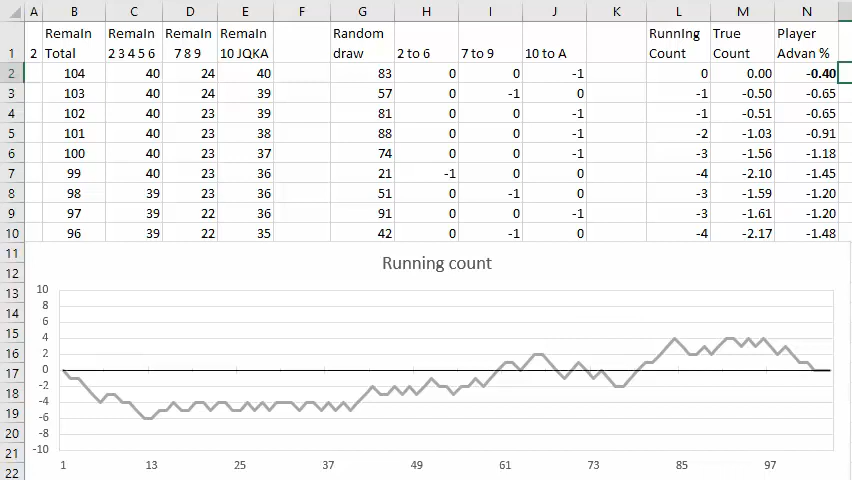 A B C D E F G H I J K L M N
Remain Remain Remain Remain Random Running True Player
1 2 Total 2 3 4 5 6 7 8 9 10 JQKA draw 2 to 6 7 to 9 10 to A Count Count Advan %
2 104 40 24 40 83 0 0 -1 0 0.00 -0.40
3 103 40 24 39 57 0 -1 0 -1 -0.50 -0.65
4 102 40 23 39 81 0 0 -1 -1 -0.51 -0.65
5 101 40 23 38 88 0 0 -1 -2 -1.03 -0.91
6 100 40 23 37 74 0 0 -1 -3 -1.56 -1.18
7 99 40 23 36 21 -1 0 0 -4 -2.10 -1.45
8 98 39 23 36 51 0 -1 0 -3 -1.59 -1.20
9 97 39 22 36 91 0 0 -1 -3 -1.61 -1.20
10 96 39 22 35 42 0 -1 0 -4 -2.17 -1.48
11
12 Running count
13 10
14 8
15 6
4
16 2
17 0
18 -2
19 -4
20 -6
-8
21 -10
22 1 13 25 37 49 61 73 85 97